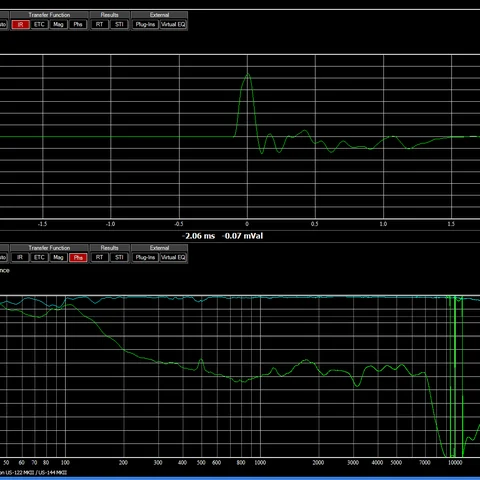 Transfer Function Results External
IR ETC Mag Phs RT STI Plug-Ins Virtual EQ
-1.5 -1.0 -0.5 0 0.5 1.0 1.5
-2.06 ms -0.07 mVal
Transfer Function Results External
IR ETC Mag Phs RT STI Plug-Ins Virtual EQ
nce
50 60 70 80 100 200 300 400 500 600 800 1000 2000 3000 4000 5000 7000 10000
on US-122 MKII / US-144 MKII